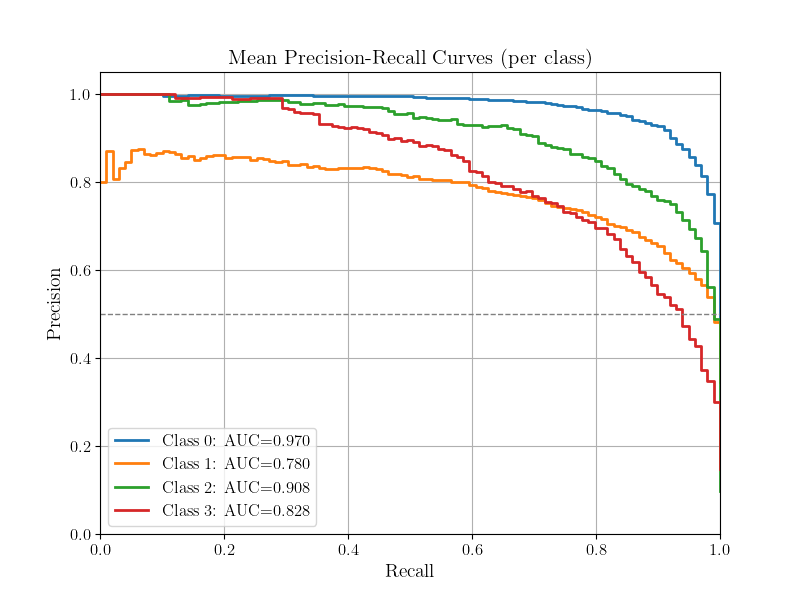 Mean Precision-Recall Curves (per class)
Precision
1.0
0.8
0.6
0.4
0.2
0.0
Class 0: AUC=0.970
Class 1: AUC=0.780
Class 2: AUC=0.908
Class 3: AUC=0.828
0.0 0.2 0.4 0.6 0.8 1.0
Recall